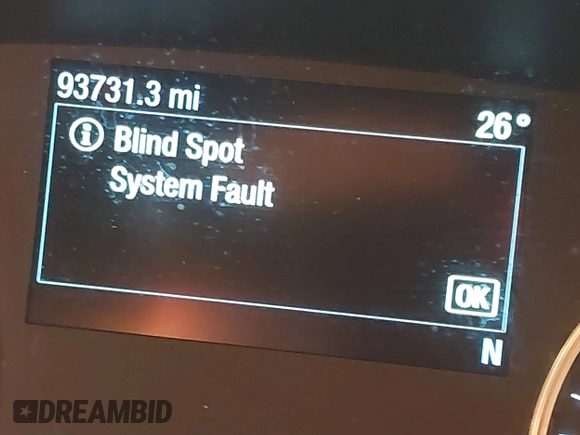 93731.3 mi
26°
i Blind Spot
System Fault
OK
N
DREAMBID